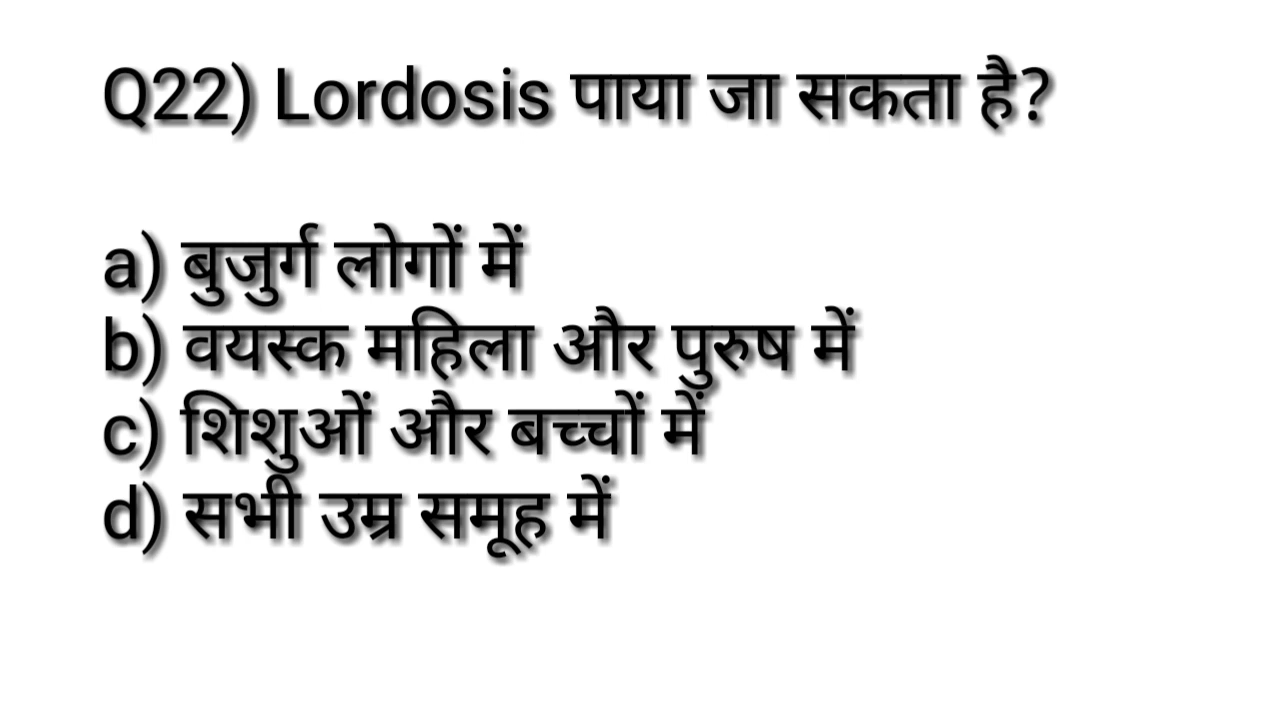 Q22) Lordosis पाया जा सकता है?
a) बुजुर्ग लोगों में
b) वयस्क महिला और पुरुष में
c) शिशुओं और बच्चों में
d) सभी उम्र समूह में